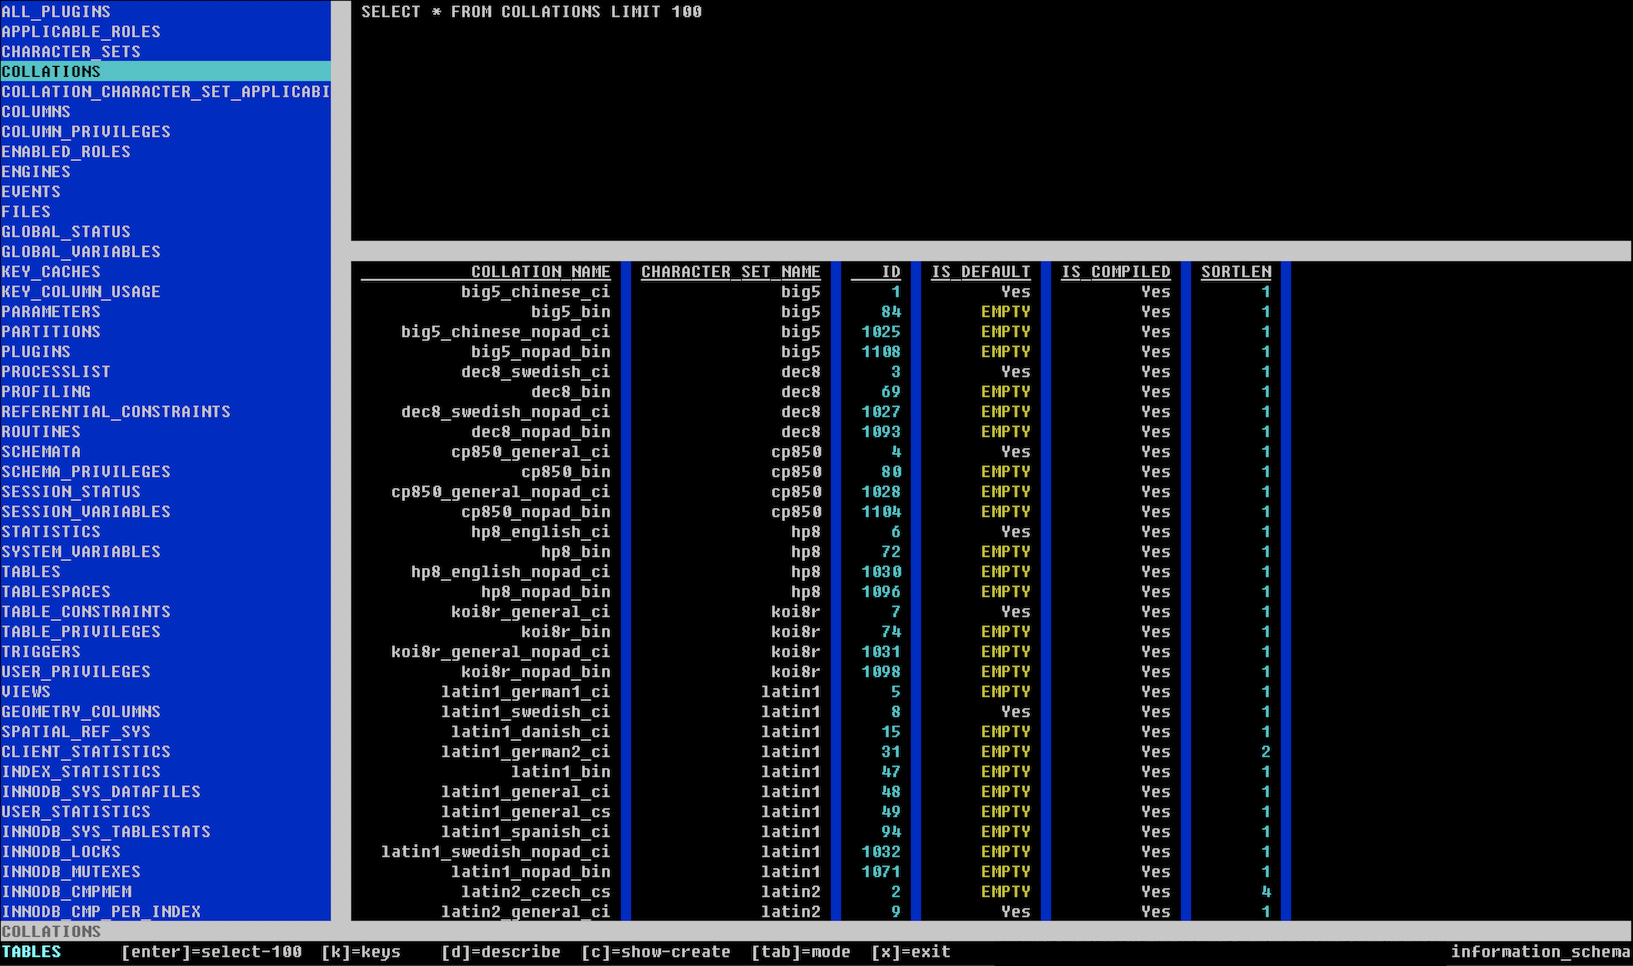 ALL_PLUGINS
APPLICABLE_ROLES
CHARACTER_SETS
COLLATIONS
COLLATION_CHARACTER_SET_APPLICABI
COLUMNS
COLUMN_PRIVILEGES
ENABLED_ROLES
ENGINES
EVENTS
FILES
GLOBAL_STATUS
GLOBAL_VARIABLES
KEY_CACHES
KEY_COLUMN_USAGE
PARAMETERS
PARTITIONS
PLUGINS
PROCESSLIST
PROFILING
REFERENTIAL_CONSTRAINTS
ROUTINES
SCHEMATA
SCHEMA_PRIVILEGES
SESSION_STATUS
SESSION_VARIABLES
STATISTICS
SYSTEM_VARIABLES
TABLES
TABLESPACES
TABLE_CONSTRAINTS
TABLE_PRIVILEGES
TRIGGERS
USER_PRIVILEGES
VIEWS
GEOMETRY_COLUMNS
SPATIAL_REF_SYS
CLIENT_STATISTICS
INDEX_STATISTICS
INNODB_SYS_DATAFILES
USER_STATISTICS
INNODB_SYS_TABLESTATS
INNODB_LOCKS
INNODB_MUTEXES
INNODB_CMPMEM
INNODB_CMP_PER_INDEX
SELECT * FROM COLLATIONS LIMIT 100
COLLATION_NAME CHARACTER_SET_NAME ID IS_DEFAULT IS_COMPILED SORTLEN
big5_chinese_ci big5 1 Yes Yes 1
big5_bin big5 84 EMPTY Yes 1
big5_chinese_nopad_ci big5 1025 EMPTY Yes 1
big5_nopad_bin big5 1108 EMPTY Yes 1
dec8_swedish_ci dec8 3 Yes Yes 1
dec8_bin dec8 69 EMPTY Yes 1
dec8_swedish_nopad_ci dec8 1027 EMPTY Yes 1
dec8_nopad_bin dec8 1093 EMPTY Yes 1
cp850_general_ci cp850 4 Yes Yes 1
cp850_bin cp850 80 EMPTY Yes 1
cp850_general_nopad_ci cp850 1028 EMPTY Yes 1
cp850_nopad_bin cp850 1104 EMPTY Yes 1
hp8_english_ci hp8 6 Yes Yes 1
hp8_bin hp8 72 EMPTY Yes 1
hp8_english_nopad_ci hp8 1030 EMPTY Yes 1
hp8_nopad_bin hp8 1096 EMPTY Yes 1
koi8r_general_ci koi8r 7 Yes Yes 1
koi8r_bin koi8r 74 EMPTY Yes 1
koi8r_general_nopad_ci koi8r 1031 EMPTY Yes 1
koi8r_nopad_bin koi8r 1098 EMPTY Yes 1
latin1_german1_ci latin1 5 EMPTY Yes 1
latin1_swedish_ci latin1 8 Yes Yes 1
latin1_danish_ci latin1 15 EMPTY Yes 1
latin1_german2_ci latin1 31 EMPTY Yes 2
latin1_bin latin1 47 EMPTY Yes 1
latin1_general_ci latin1 48 EMPTY Yes 1
latin1_general_cs latin1 49 EMPTY Yes 1
latin1_spanish_ci latin1 94 EMPTY Yes 1
latin1_swedish_nopad_ci latin1 1032 EMPTY Yes 1
latin1_nopad_bin latin1 1071 EMPTY Yes 1
latin2_czech_cs latin2 2 EMPTY Yes 4
latin2_general_ci latin2 9 Yes Yes 1
COLLATIONS
TABLES [enter]=select-100 [k]=keys [d]=describe [c]=show-create [tab]=mode [x]=exit information_schema